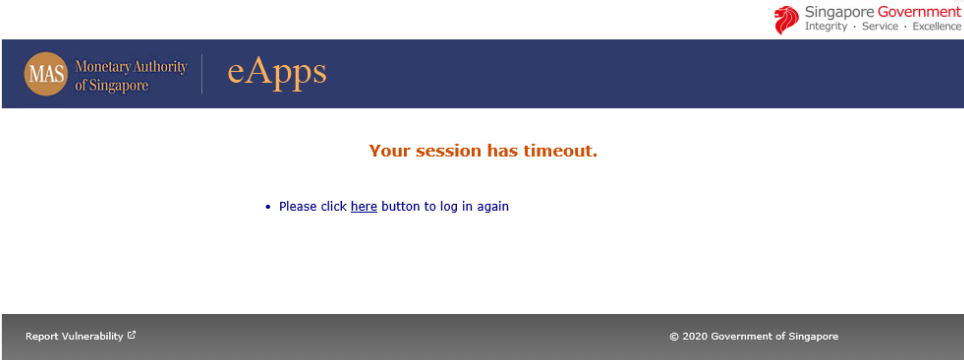 Singapore Government
Integrity · Service · Excellence
MAS
Monetary Authority
of Singapore
eApps
Your session has timeout.
• Please click here button to log in again
Report Vulnerability
© 2020 Government of Singapore